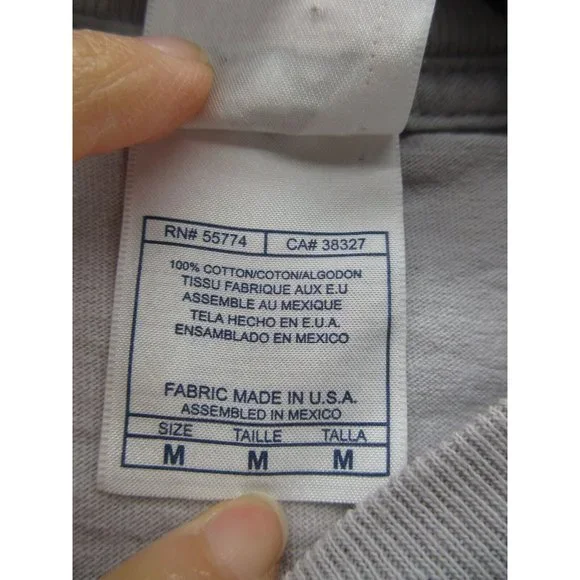 RN# 55774 CA# 38327
100% COTTON/COTON/ALGODON
TISSU FABRIQUE AUX E.U
ASSEMBLE AU MEXIQUE
TELA HECHO EN E.U.A.
ENSAMBLADO EN MEXICO
FABRIC MADE IN U.S.A.
ASSEMBLED IN MEXICO
SIZE TAILLE TALLA
M M M